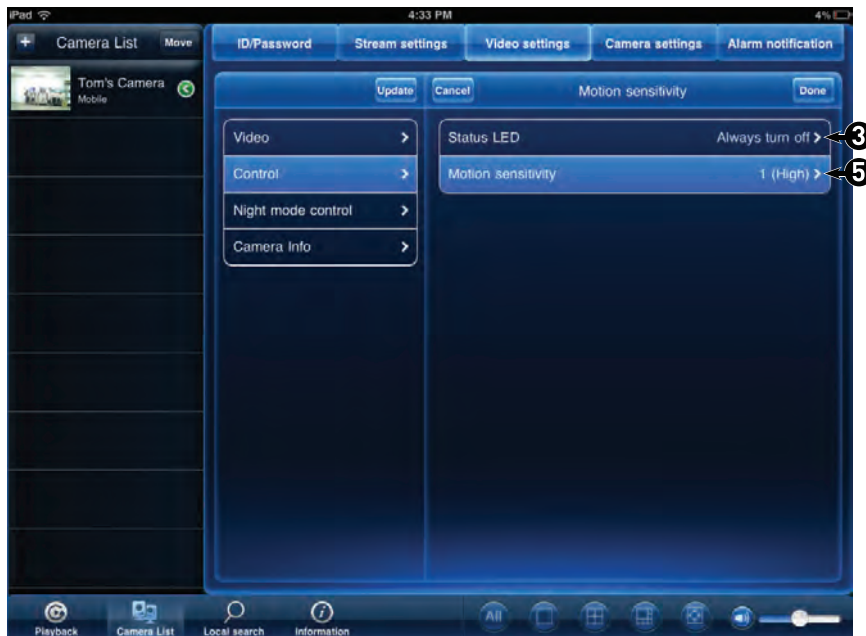 iPad 4:33 PM 4%
+ Camera List Move
ID/Password Stream settings Video settings Camera settings Alarm notification
Tom's Camera
Mobile
Update Cancel Motion sensitivity Done
Video >
Control >
Night mode control >
Camera Info >
Status LED Always turn off > 3
Motion sensitivity 1 (High) > 5
Playback Camera List Local search Information All